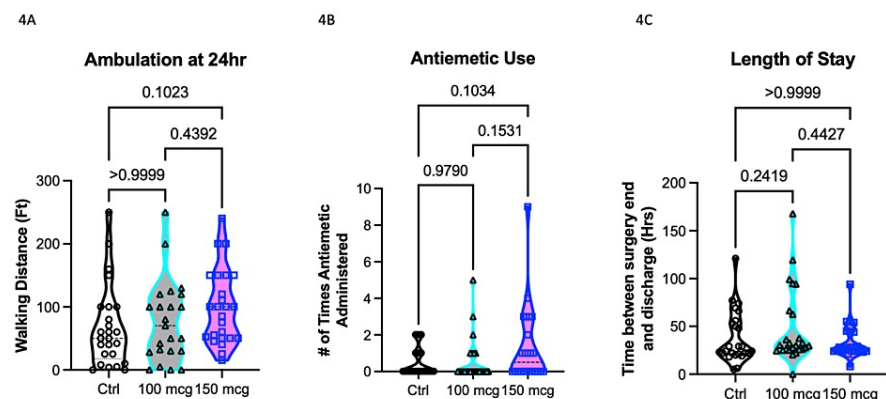 4A
4B
4C
Ambulation at 24hr
0.1023
0.4392
>0.9999
Walking Distance (Ft)
300
200
100
0
Ctrl
100 mcg
150 mcg
Antiemetic Use
0.1034
0.1531
0.9790
# of Times Antiemetic
Administered
10
8
6
4
2
0
Ctrl
100 mcg
150 mcg
Length of Stay
>0.9999
0.4427
0.2419
Time between surgery end
and discharge (Hrs)
200
150
100
50
0
Ctrl
100 mcg
150 mcg